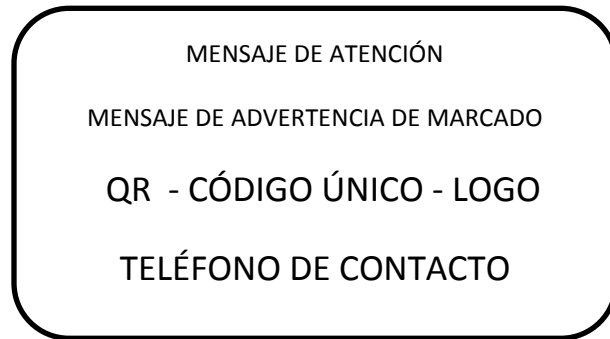 MENSAJE DE ATENCIÓN
MENSAJE DE ADVERTENCIA DE MARCADO
QR - CÓDIGO ÚNICO - LOGO
TELÉFONO DE CONTACTO